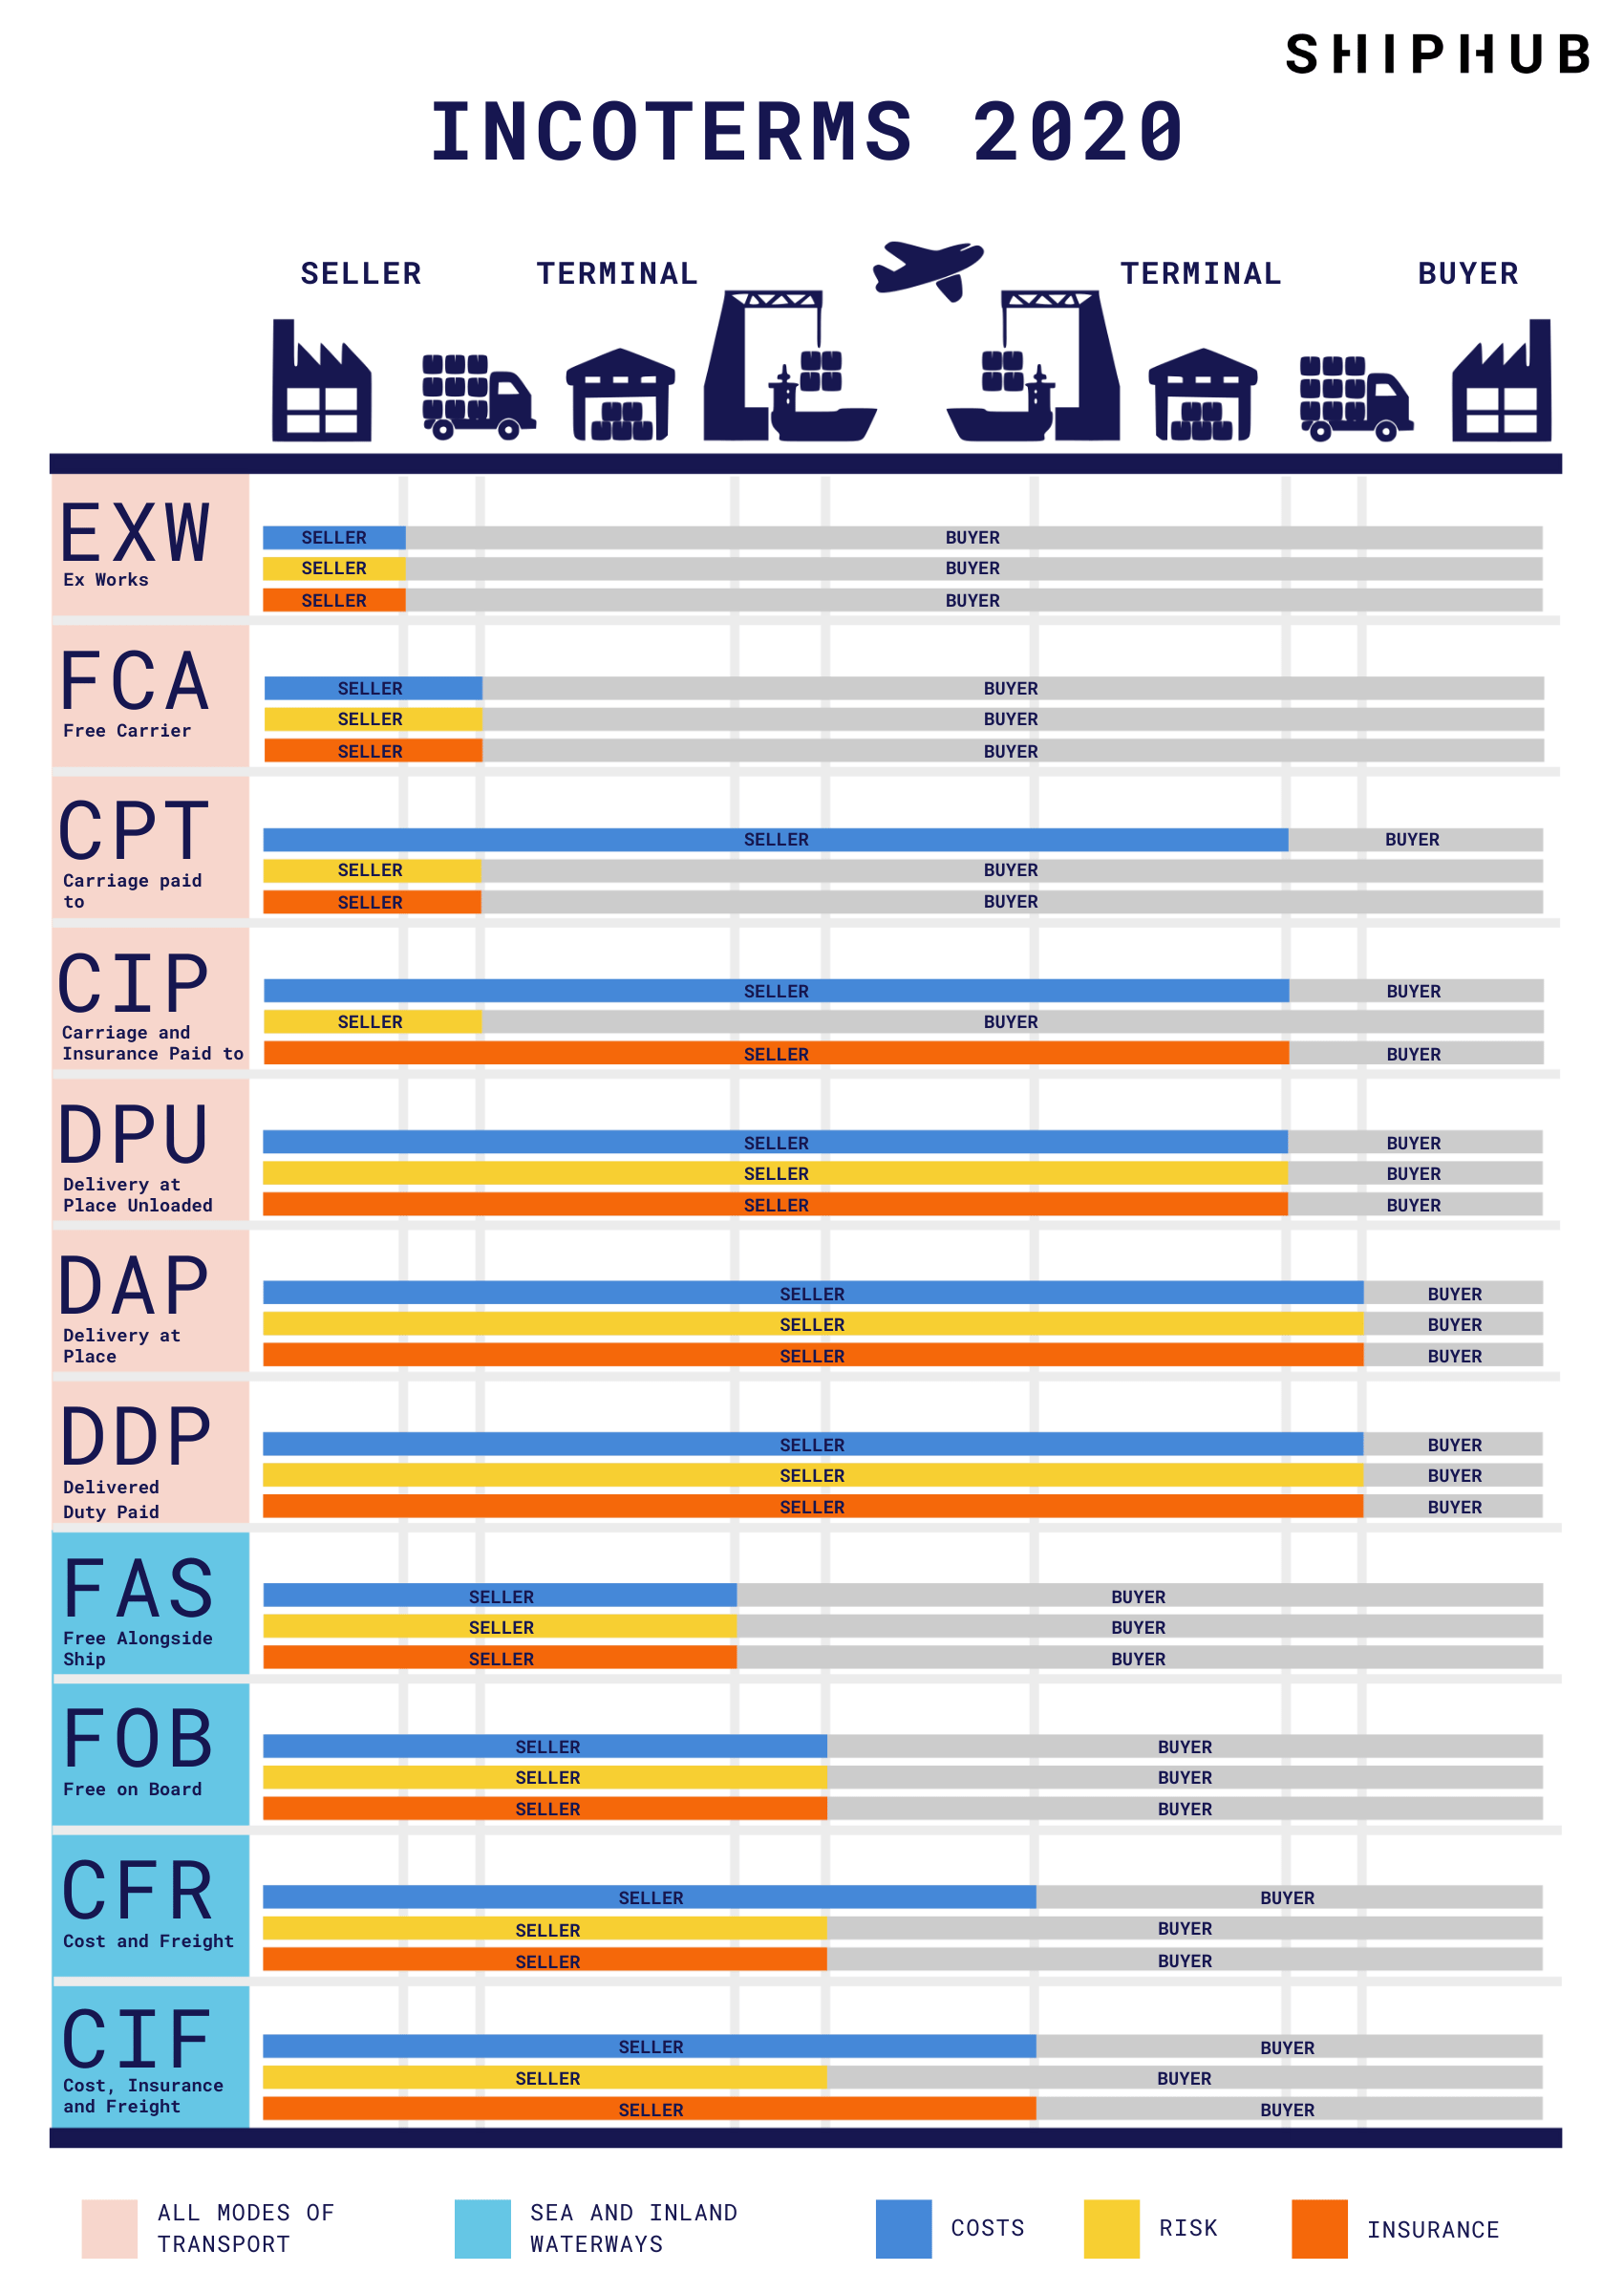 SHIPHUB
INCOTERMS 2020
SELLER TERMINAL TERMINAL BUYER
EXW
Ex Works
SELLER BUYER
SELLER BUYER
SELLER BUYER
FCA
Free Carrier
SELLER BUYER
SELLER BUYER
SELLER BUYER
CPT
Carriage paid
to
SELLER BUYER
SELLER BUYER
SELLER BUYER
CIP
Carriage and
Insurance Paid to
SELLER BUYER
SELLER BUYER
SELLER BUYER
DPU
Delivery at
Place Unloaded
SELLER BUYER
SELLER BUYER
SELLER BUYER
DAP
Delivery at
Place
SELLER BUYER
SELLER BUYER
SELLER BUYER
DDP
Delivered
Duty Paid
SELLER BUYER
SELLER BUYER
SELLER BUYER
FAS
Free Alongside
Ship
SELLER BUYER
SELLER BUYER
SELLER BUYER
FOB
Free on Board
SELLER BUYER
SELLER BUYER
SELLER BUYER
CFR
Cost and Freight
SELLER BUYER
SELLER BUYER
SELLER BUYER
CIF
Cost, Insurance
and Freight
SELLER BUYER
SELLER BUYER
SELLER BUYER
ALL MODES OF
TRANSPORT
SEA AND INLAND
WATERWAYS
COSTS
RISK
INSURANCE